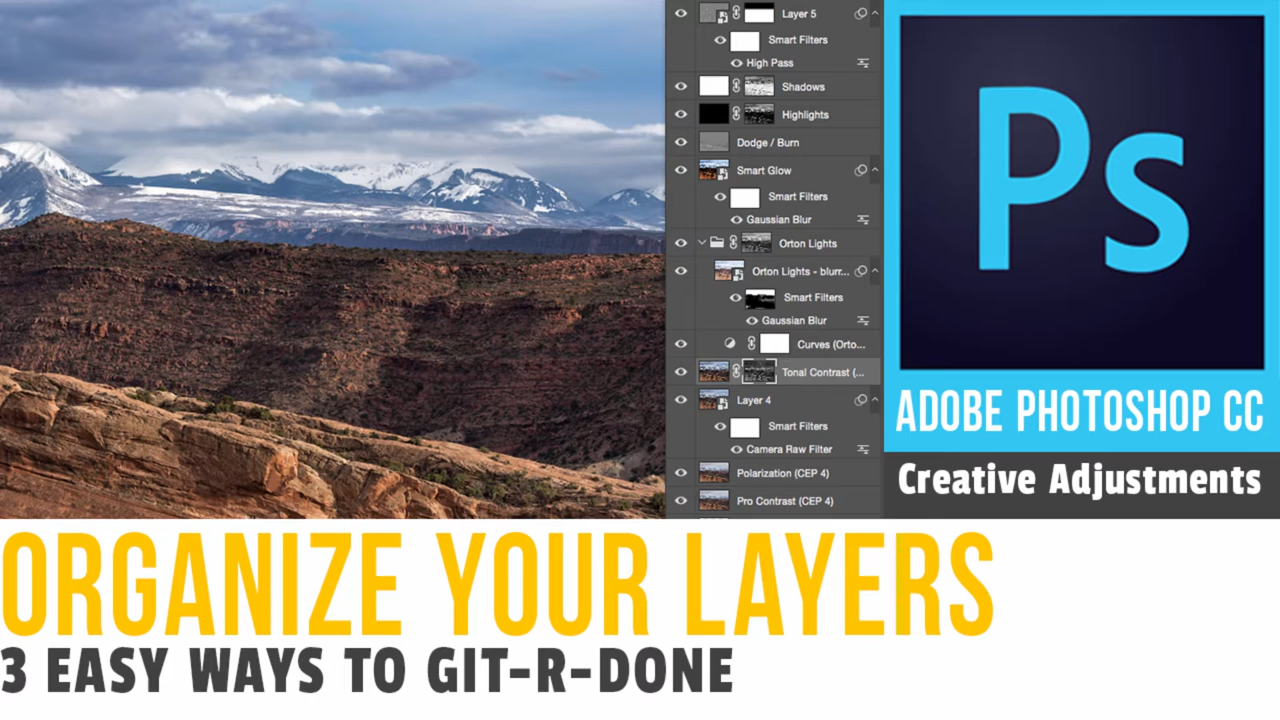 Layer 5
Smart Filters
High Pass
Shadows
Highlights
Dodge / Burn
Smart Glow
Smart Filters
Gaussian Blur
Orton Lights
Orton Lights - blurr...
Smart Filters
Gaussian Blur
Curves (Orto...
Tonal Contrast (...
Layer 4
Smart Filters
Camera Raw Filter
Polarization (CEP 4)
Pro Contrast (CEP 4)
Ps
ADOBE PHOTOSHOP CC
Creative Adjustments
ORGANIZE YOUR LAYERS
3 EASY WAYS TO GIT-R-DONE